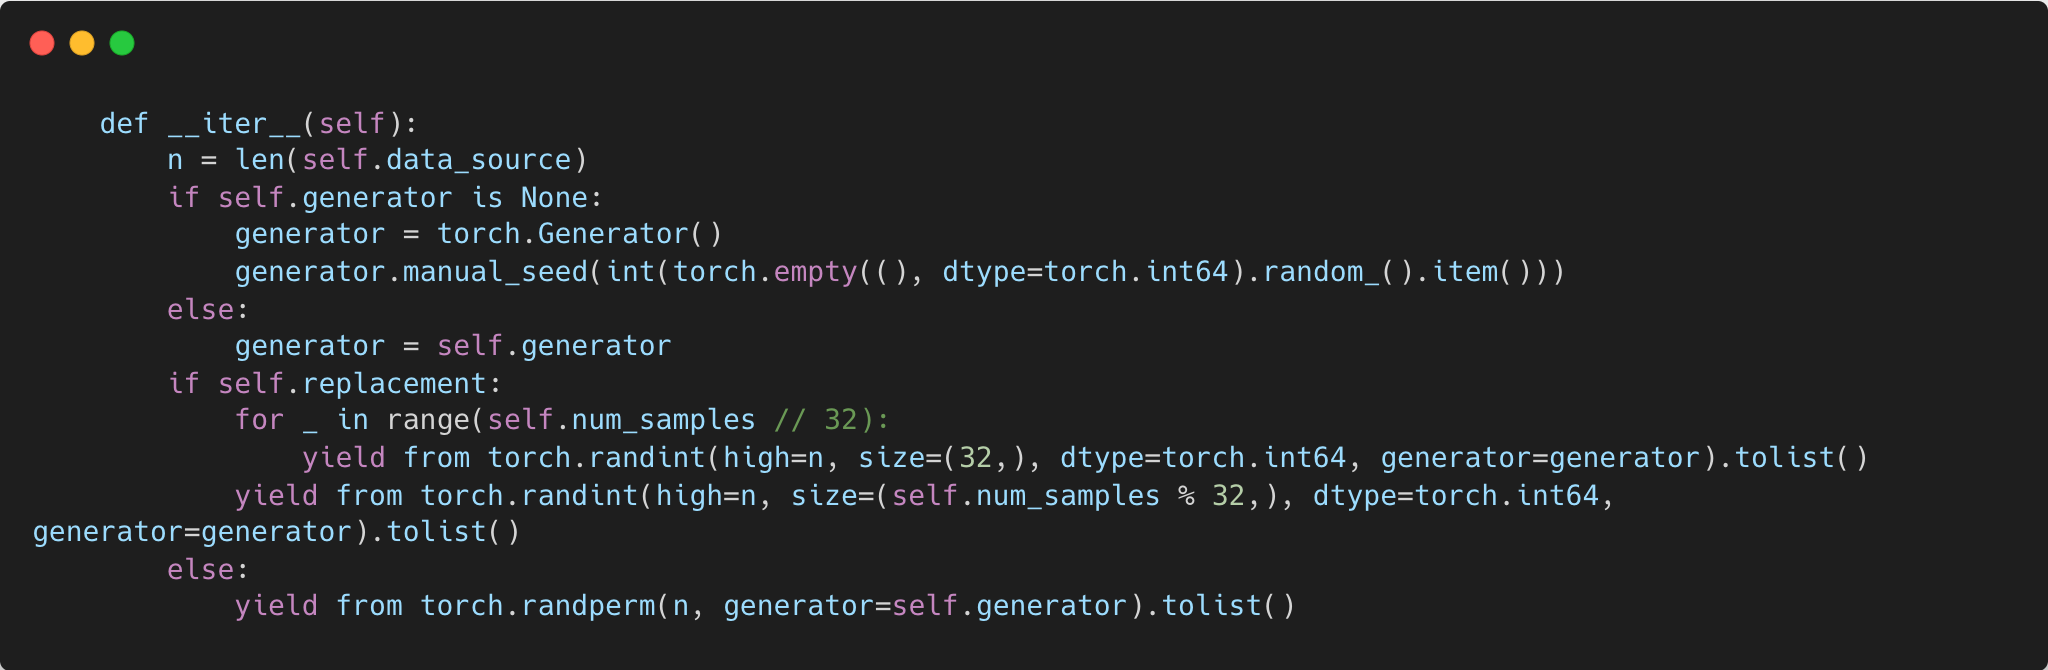 def __iter__(self):
        n = len(self.data_source)
        if self.generator is None:
            generator = torch.Generator()
            generator.manual_seed(int(torch.empty((), dtype=torch.int64).random_().item()))
        else:
            generator = self.generator
        if self.replacement:
            for _ in range(self.num_samples // 32):
                yield from torch.randint(high=n, size=(32,), dtype=torch.int64, generator=generator).tolist()
            yield from torch.randint(high=n, size=(self.num_samples % 32,), dtype=torch.int64,
generator=generator).tolist()
        else:
            yield from torch.randperm(n, generator=self.generator).tolist()